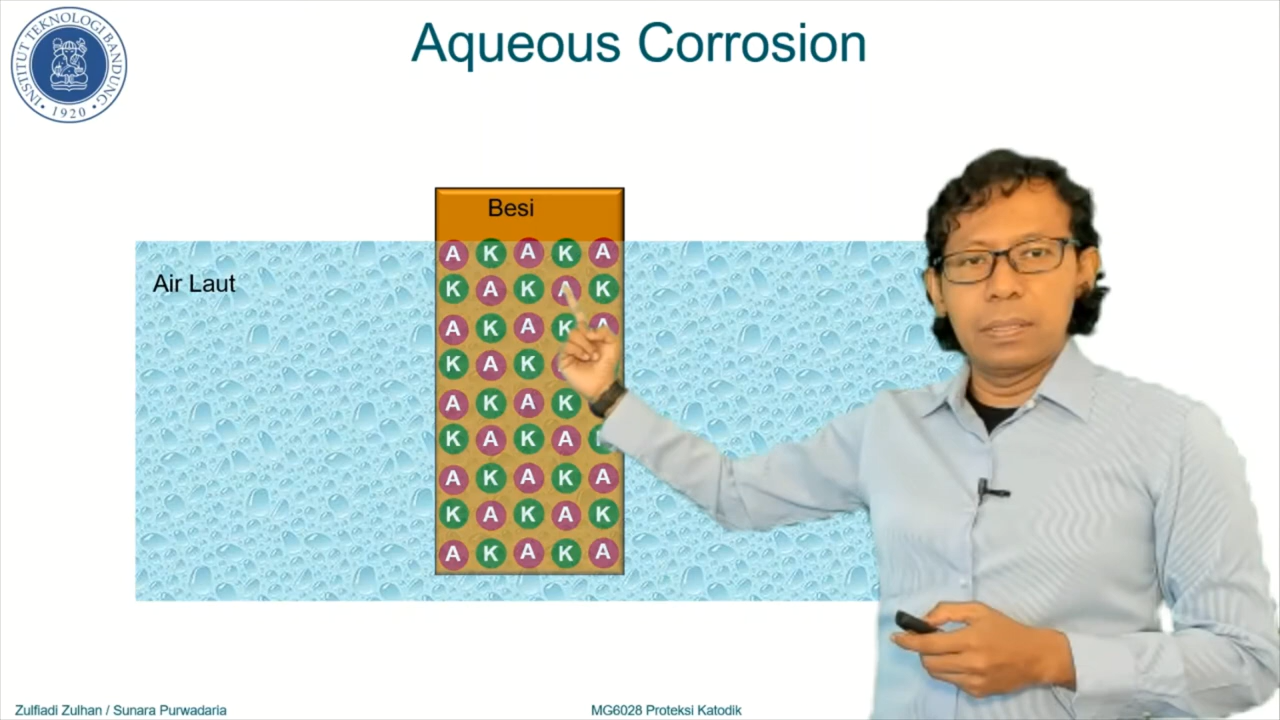 Aqueous Corrosion
INSTITUT TEKNOLOGI BANDUNG
1920
Besi
Air Laut
A K A K A
K A K A K
A K A K A
K A K
A K A K
K A K A
A K A K A
K A K A K
A K A K A
Zulfiadi Zulhan / Sunara Purwadaria
MG6028 Proteksi Katodik